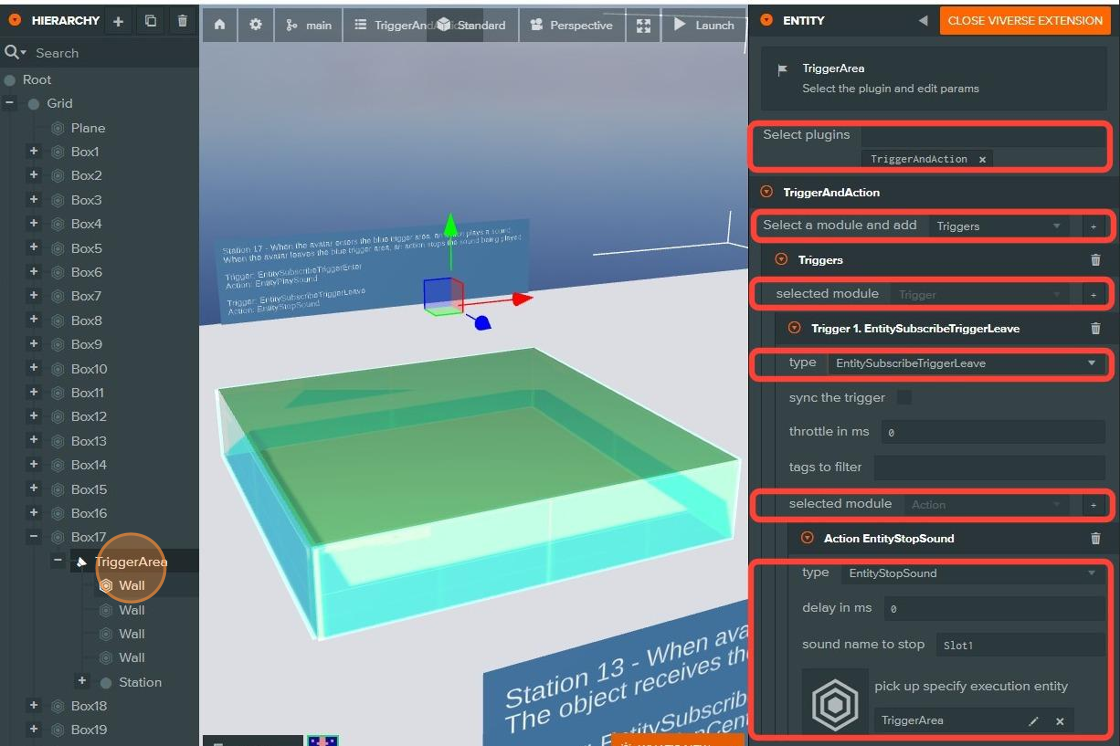 HIERARCHY
Search
Root
Grid
Plane
Box1
Box2
Box3
Box4
Box5
Box6
Box7
Box8
Box9
Box10
Box11
Box12
Box13
Box14
Box15
Box16
Box17
TriggerArea
Wall
Wall
Wall
Wall
Station
Box18
Box19
main
Standard
Perspective
Launch
Station 17 - When the avatar enters the blue trigger area, an plays a sound
When the avatar leaves the blue trigger area, an action stops the sound being played
Trigger: EntitySubscribeTriggerEnter
Action: EntityPlaySound
Trigger: EntitySubscribeTriggerLeave
Action: EntityStopSound
Station 13 - When ava
The object receives th
ENTITY
CLOSE VIVERSE EXTENSION
TriggerArea
Select the plugin and edit params
Select plugins
TriggerAndAction ×
TriggerAndAction
Select a module and add Triggers +
Triggers
selected module Trigger +
Trigger 1. EntitySubscribeTriggerLeave
type EntitySubscribeTriggerLeave
sync the trigger
throttle in ms 0
tags to filter
selected module Action +
Action EntityStopSound
type EntityStopSound
delay in ms 0
sound name to stop Slot1
pick up specify execution entity
TriggerArea